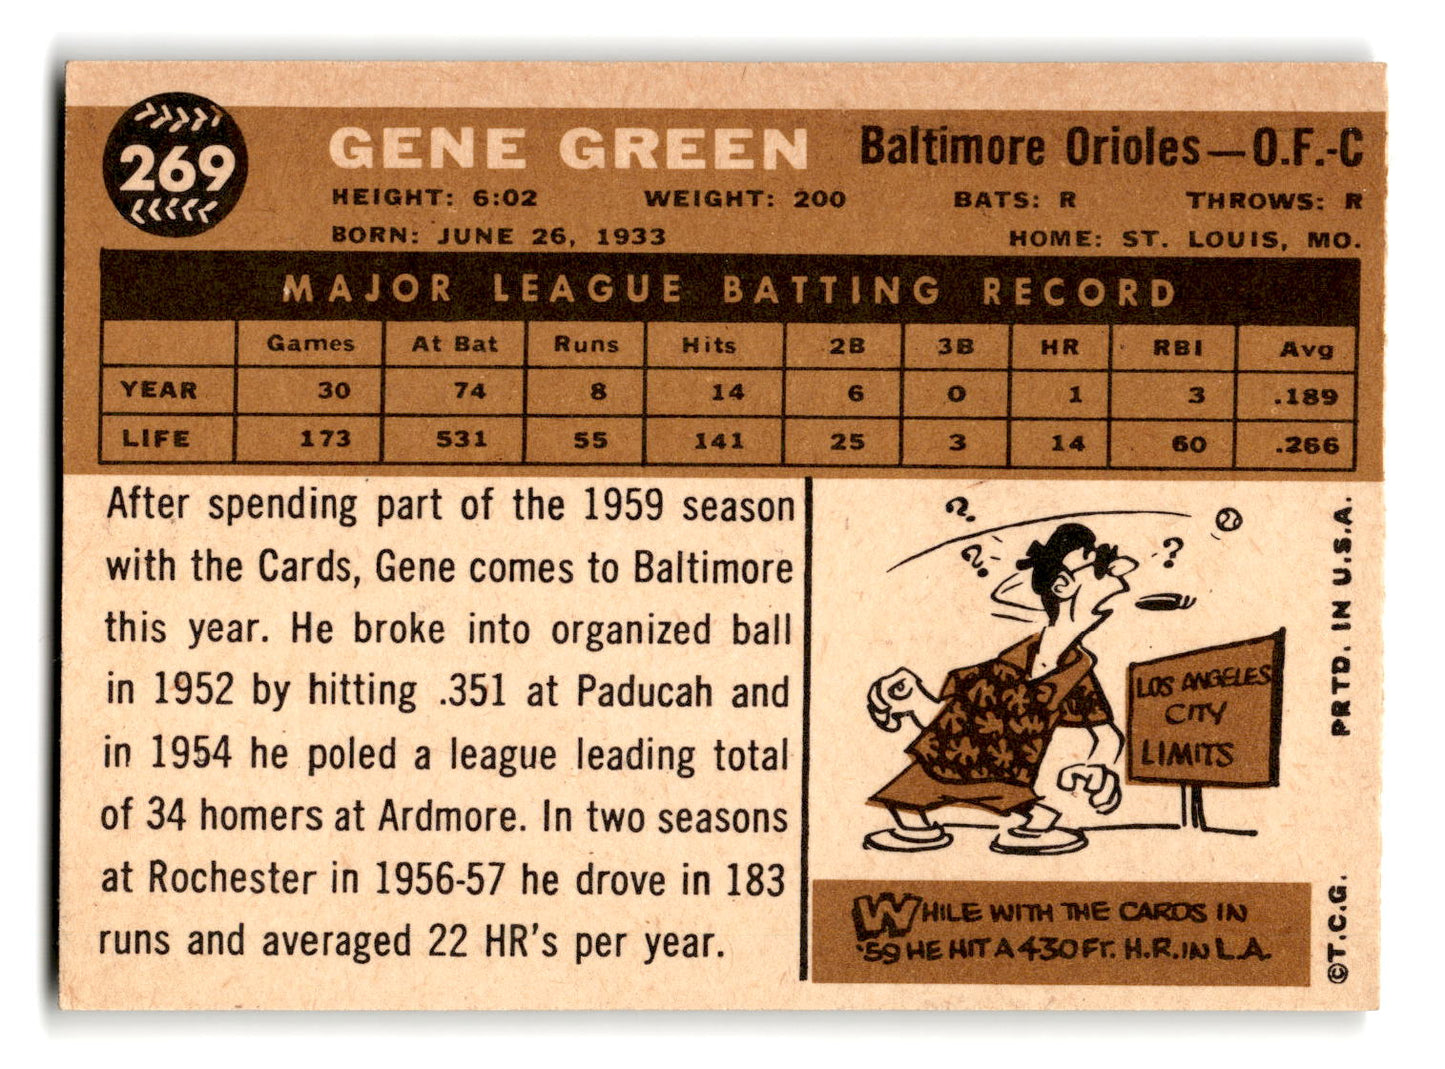 269
GENE GREEN Baltimore Orioles—O.F.-C
HEIGHT: 6:02 WEIGHT: 200 BATS: R THROWS: R
BORN: JUNE 26, 1933 HOME: ST. LOUIS, MO.
MAJOR LEAGUE BATTING RECORD
Games At Bat Runs Hits 2B 3B HR RBI Avg
YEAR 30 74 8 14 6 0 1 3 .189
LIFE 173 531 55 141 25 3 14 60 .266
After spending part of the 1959 season
with the Cards, Gene comes to Baltimore
this year. He broke into organized ball
in 1952 by hitting .351 at Paducah and
in 1954 he poled a league leading total
of 34 homers at Ardmore. In two seasons
at Rochester in 1956-57 he drove in 183
runs and averaged 22 HR's per year.
?
?
?
LOS ANGELES
CITY
LIMITS
WHILE WITH THE CARDS IN
'59 HE HIT A 430 FT. H.R. IN L.A.
©T.C.G. PRTD. IN U.S.A.